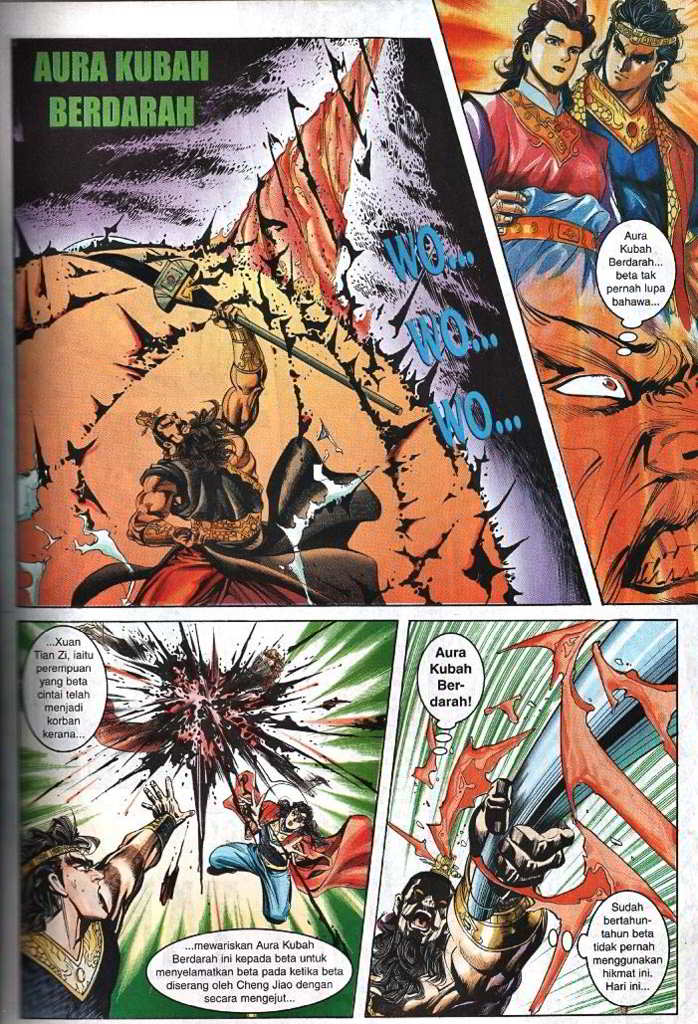 AURA KUBAH
BERDARAH
WO...
WO...
WO...
Aura
Kubah
Berdarah...
beta tak
pernah lupa
bahawa...
...Xuan
Tian Zi, iaitu
perempuan
yang beta
cintai telah
menjadi
korban
kerana...
...mewariskan Aura Kubah
Berdarah ini kepada beta untuk
menyelamatkan beta pada ketika beta
diserang oleh Cheng Jiao dengan
secara mengejut...
Aura
Kubah
Ber-
darah!
Sudah
bertahun-
tahun beta
tidak pernah
menggunakan
hikmat ini.
Hari ini...